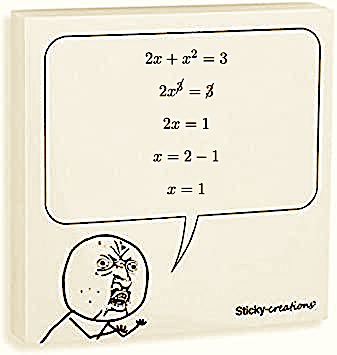 2x + x² = 3
2x³̸ = 3̸
2x = 1
x = 2 − 1
x = 1
Sticky-creations